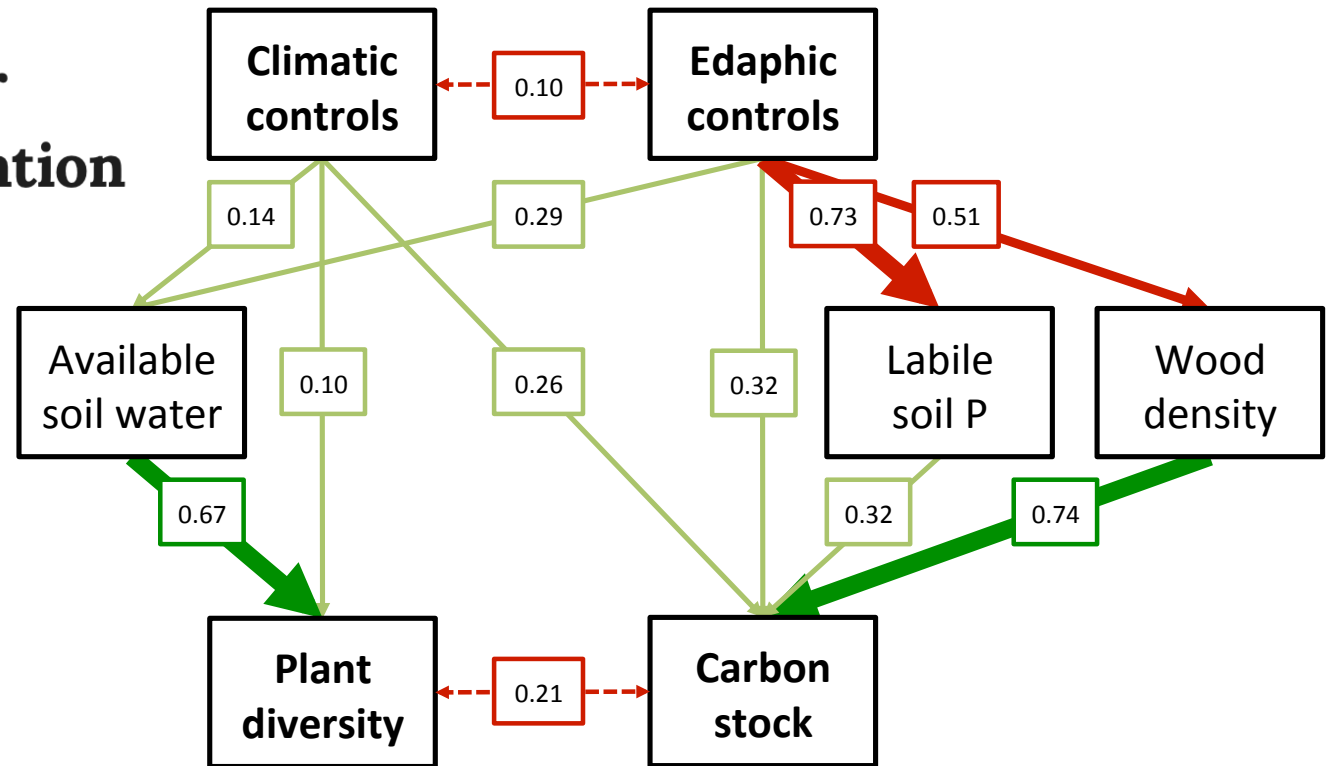 Climatic
controls
0.10
Edaphic
controls
0.14
0.29
0.73
0.51
Available
soil water
0.10
0.26
0.32
Labile
soil P
Wood
density
0.67
0.32
0.74
Plant
diversity
0.21
Carbon
stock